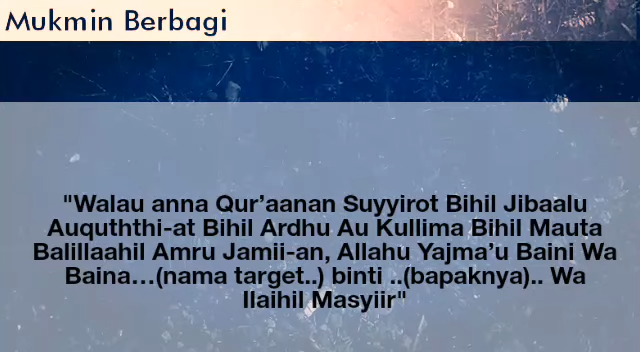 Mukmin Berbagi
"Walau anna Qur’aanan Suyyirot Bihil Jibaalu
Auquththi-at Bihil Ardhu Au Kullima Bihil Mauta
Balillaahil Amru Jamii-an, Allahu Yajma’u Baini Wa
Baina…(nama target..) binti ..(bapaknya).. Wa
Ilaihil Masyiir"